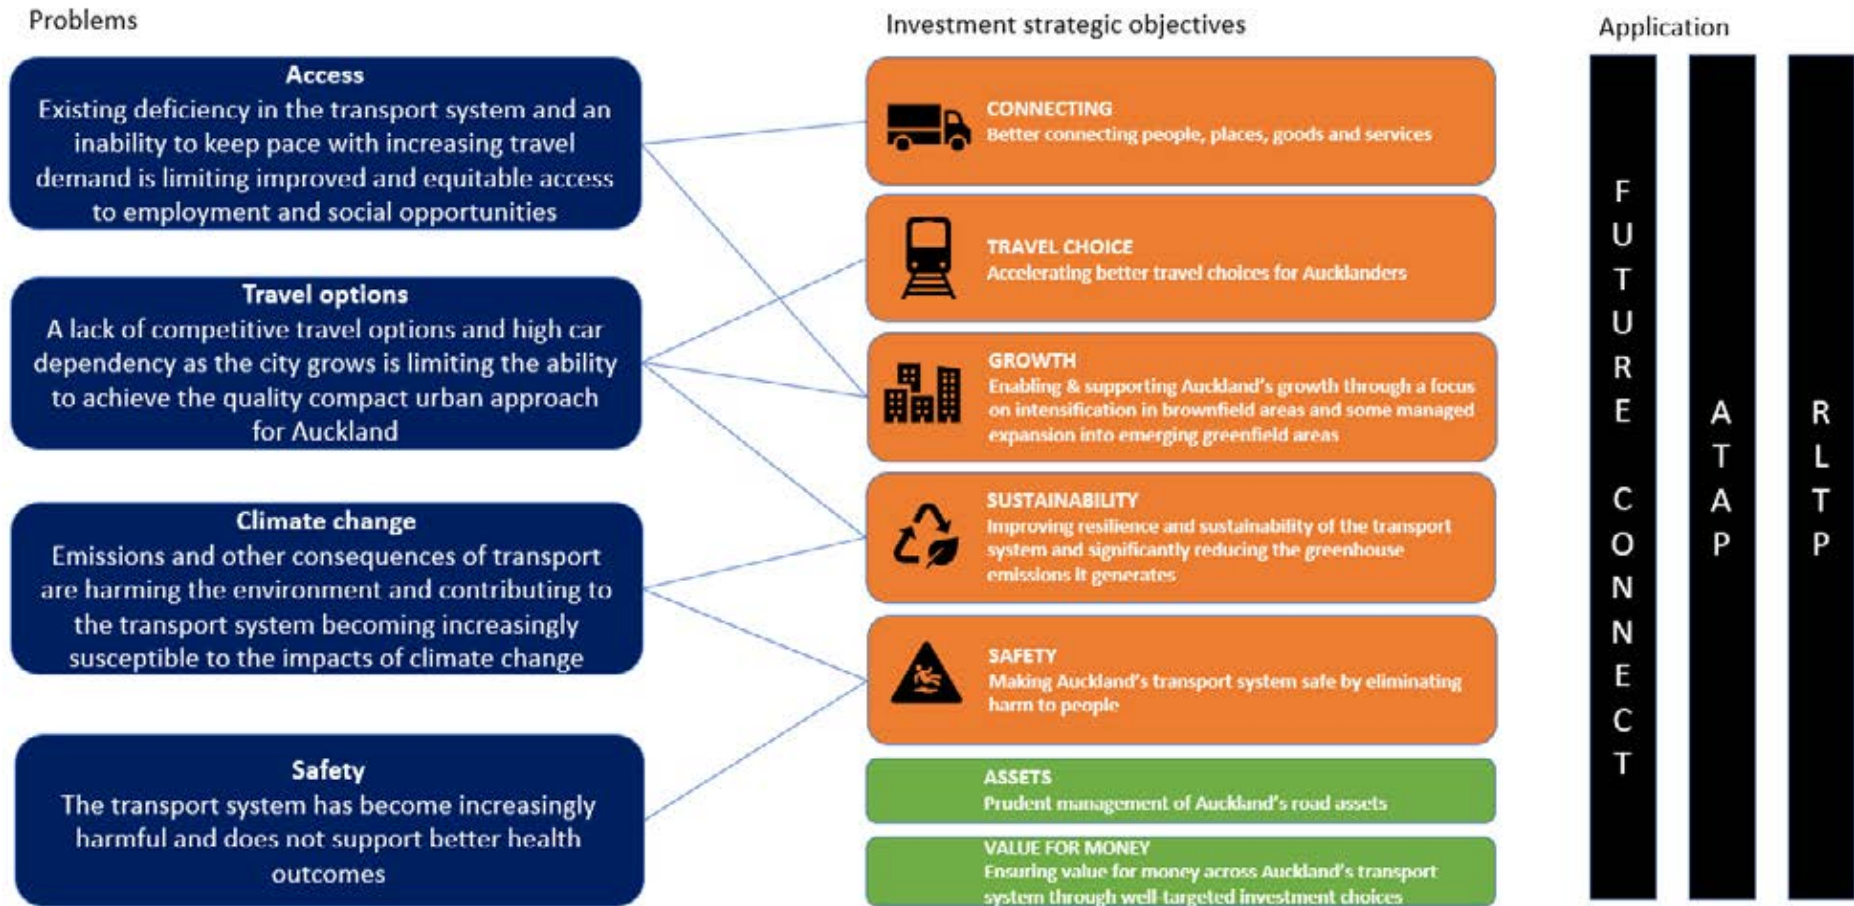 Problems
Access
Existing deficiency in the transport system and an
inability to keep pace with increasing travel
demand is limiting improved and equitable access
to employment and social opportunities
Travel options
A lack of competitive travel options and high car
dependency as the city grows is limiting the ability
to achieve the quality compact urban approach
for Auckland
Climate change
Emissions and other consequences of transport
are harming the environment and contributing to
the transport system becoming increasingly
susceptible to the impacts of climate change
Safety
The transport system has become increasingly
harmful and does not support better health
outcomes
Investment strategic objectives
CONNECTING
Better connecting people, places, goods and services
TRAVEL CHOICE
Accelerating better travel choices for Aucklanders
GROWTH
Enabling & supporting Auckland's growth through a focus
on intensification in brownfield areas and some managed
expansion into emerging greenfield areas
SUSTAINABILITY
Improving resilience and sustainability of the transport
system and significantly reducing the greenhouse
emissions it generates
SAFETY
Making Auckland's transport system safe by eliminating
harm to people
ASSETS
Prudent management of Auckland's road assets
VALUE FOR MONEY
Ensuring value for money across Auckland's transport
system through well-targeted investment choices
Application
FUTURE CONNECT
ATAP
RLTP